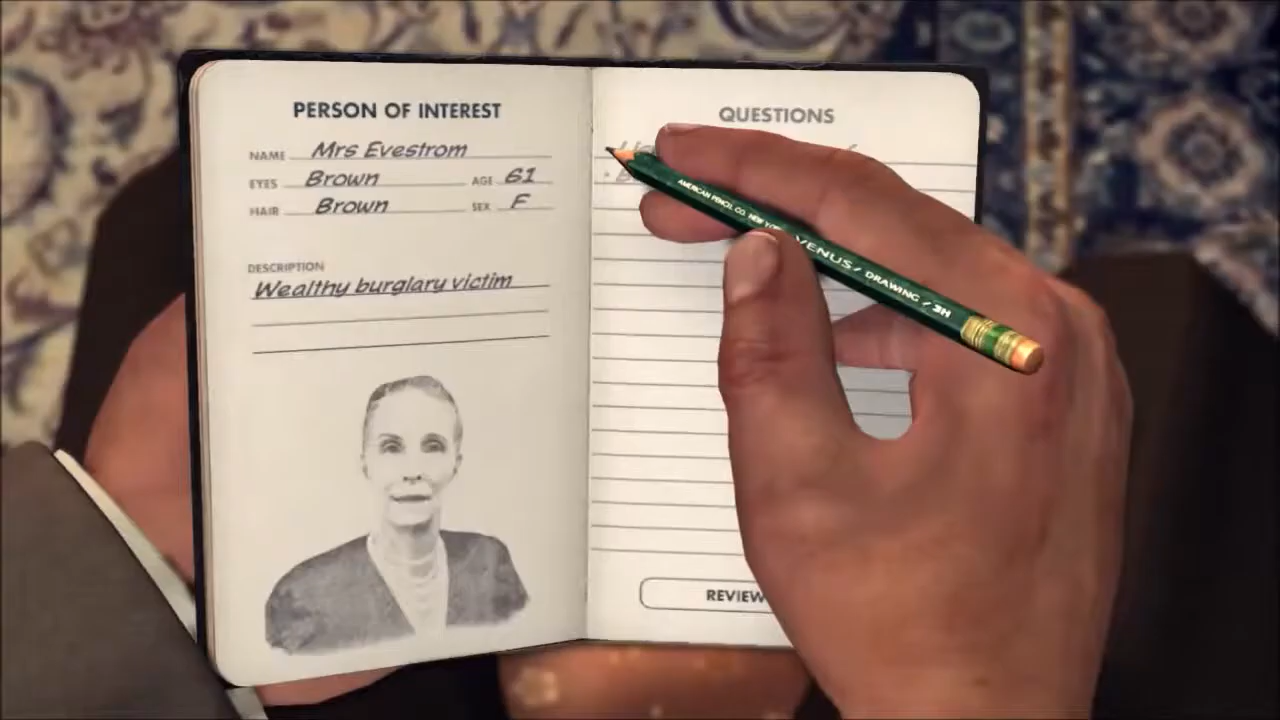 PERSON OF INTEREST
NAME Mrs Evestrom
EYES Brown AGE 61
HAIR Brown SEX F
DESCRIPTION
Wealthy burglary victim
QUESTIONS
AMERICAN PENCIL CO. NEW YORK VENUS / DRAWING / 3H
REVIEW